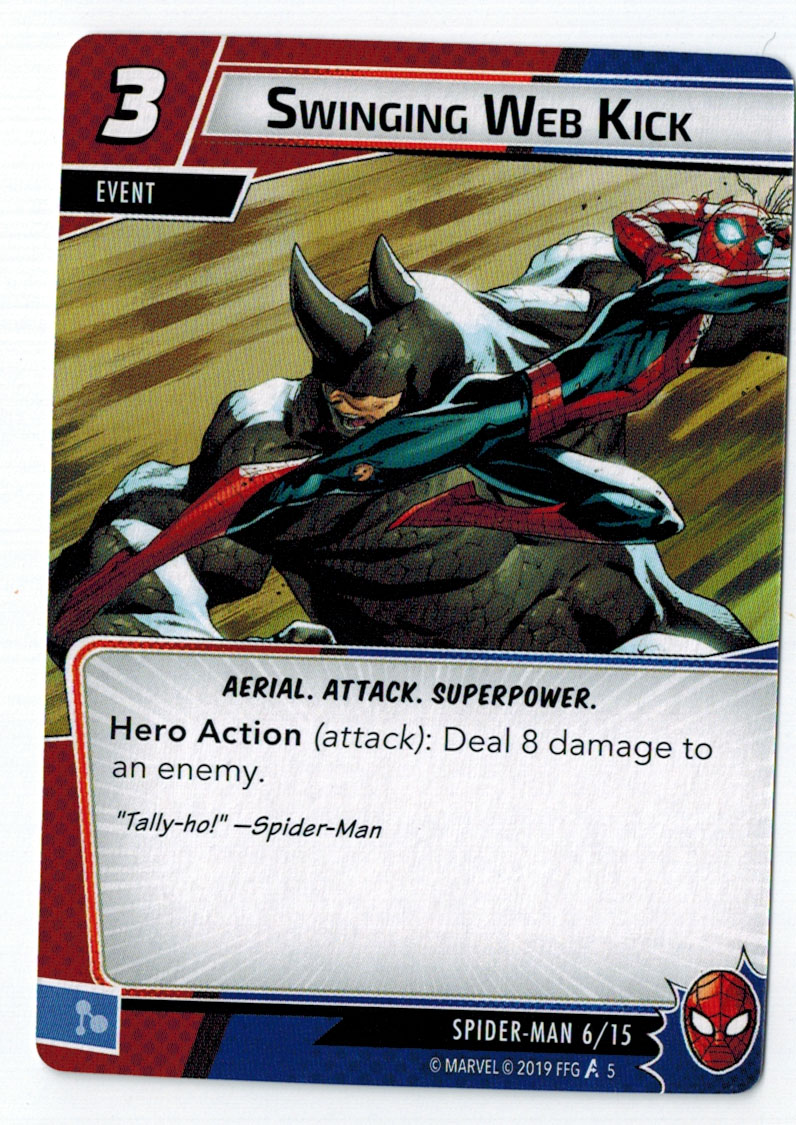 3
SWINGING WEB KICK
EVENT
AERIAL. ATTACK. SUPERPOWER.
Hero Action (attack): Deal 8 damage to
an enemy.
"Tally-ho!" —Spider-Man
SPIDER-MAN 6/15
© MARVEL © 2019 FFG A 5